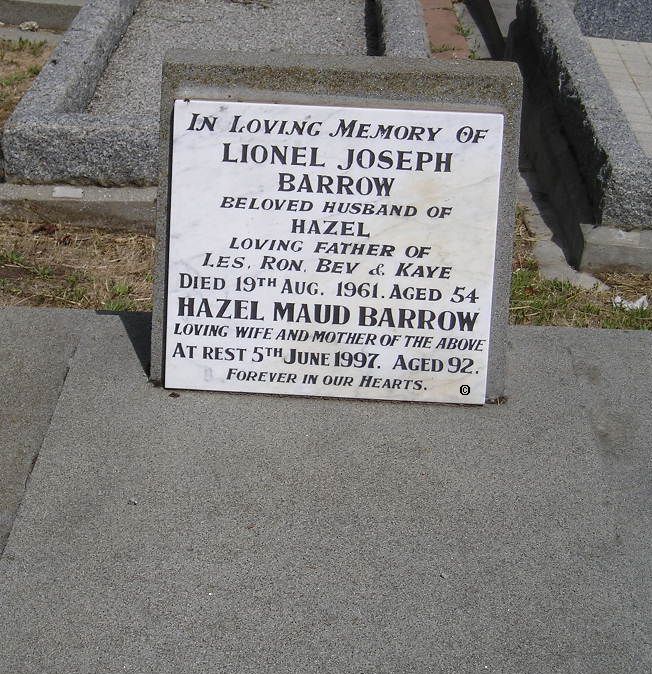 In Loving Memory Of
LIONEL JOSEPH
BARROW
BELOVED HUSBAND OF
HAZEL
LOVING FATHER OF
LES, RON, BEV & KAYE
DIED 19TH AUG. 1961. AGED 54
HAZEL MAUD BARROW
LOVING WIFE AND MOTHER OF THE ABOVE
AT REST 5TH JUNE 1997. AGED 92.
FOREVER IN OUR HEARTS.